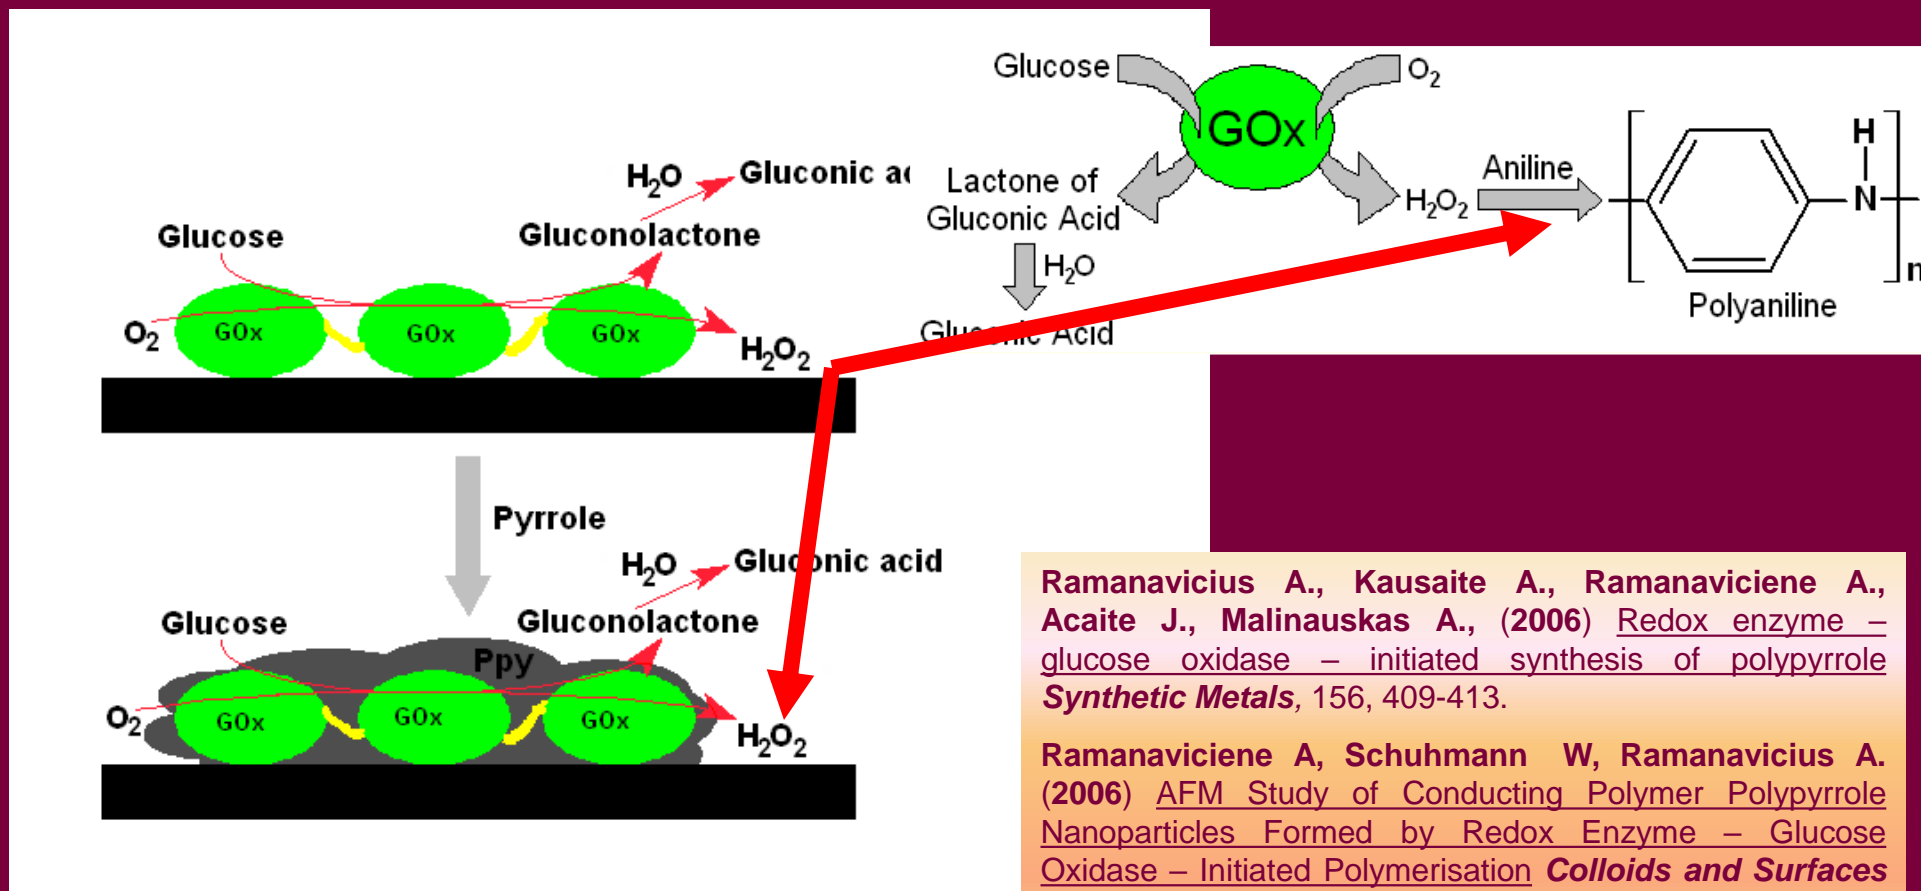 Glucose
O2
GOx
Aniline
H
N
n
Lactone of
Gluconic Acid
H2O2
H2O
Gluconic Acid
Polyaniline
H2O
Gluconic
Glucose
Gluconolactone
O2
GOx
GOx
GOx
H2O2
Pyrrole
H2O
Gluconic acid
Glucose
Gluconolactone
Ppy
O2
GOx
GOx
GOx
H2O2
Ramanavicius A., Kausaite A., Ramanaviciene A.,
Acaite J., Malinauskas A., (2006) Redox enzyme –
glucose oxidase – initiated synthesis of polypyrrole
Synthetic Metals, 156, 409-413.
Ramanaviciene A, Schuhmann W, Ramanavicius A.
(2006) AFM Study of Conducting Polymer Polypyrrole
Nanoparticles Formed by Redox Enzyme – Glucose
Oxidase – Initiated Polymerisation Colloids and Surfaces